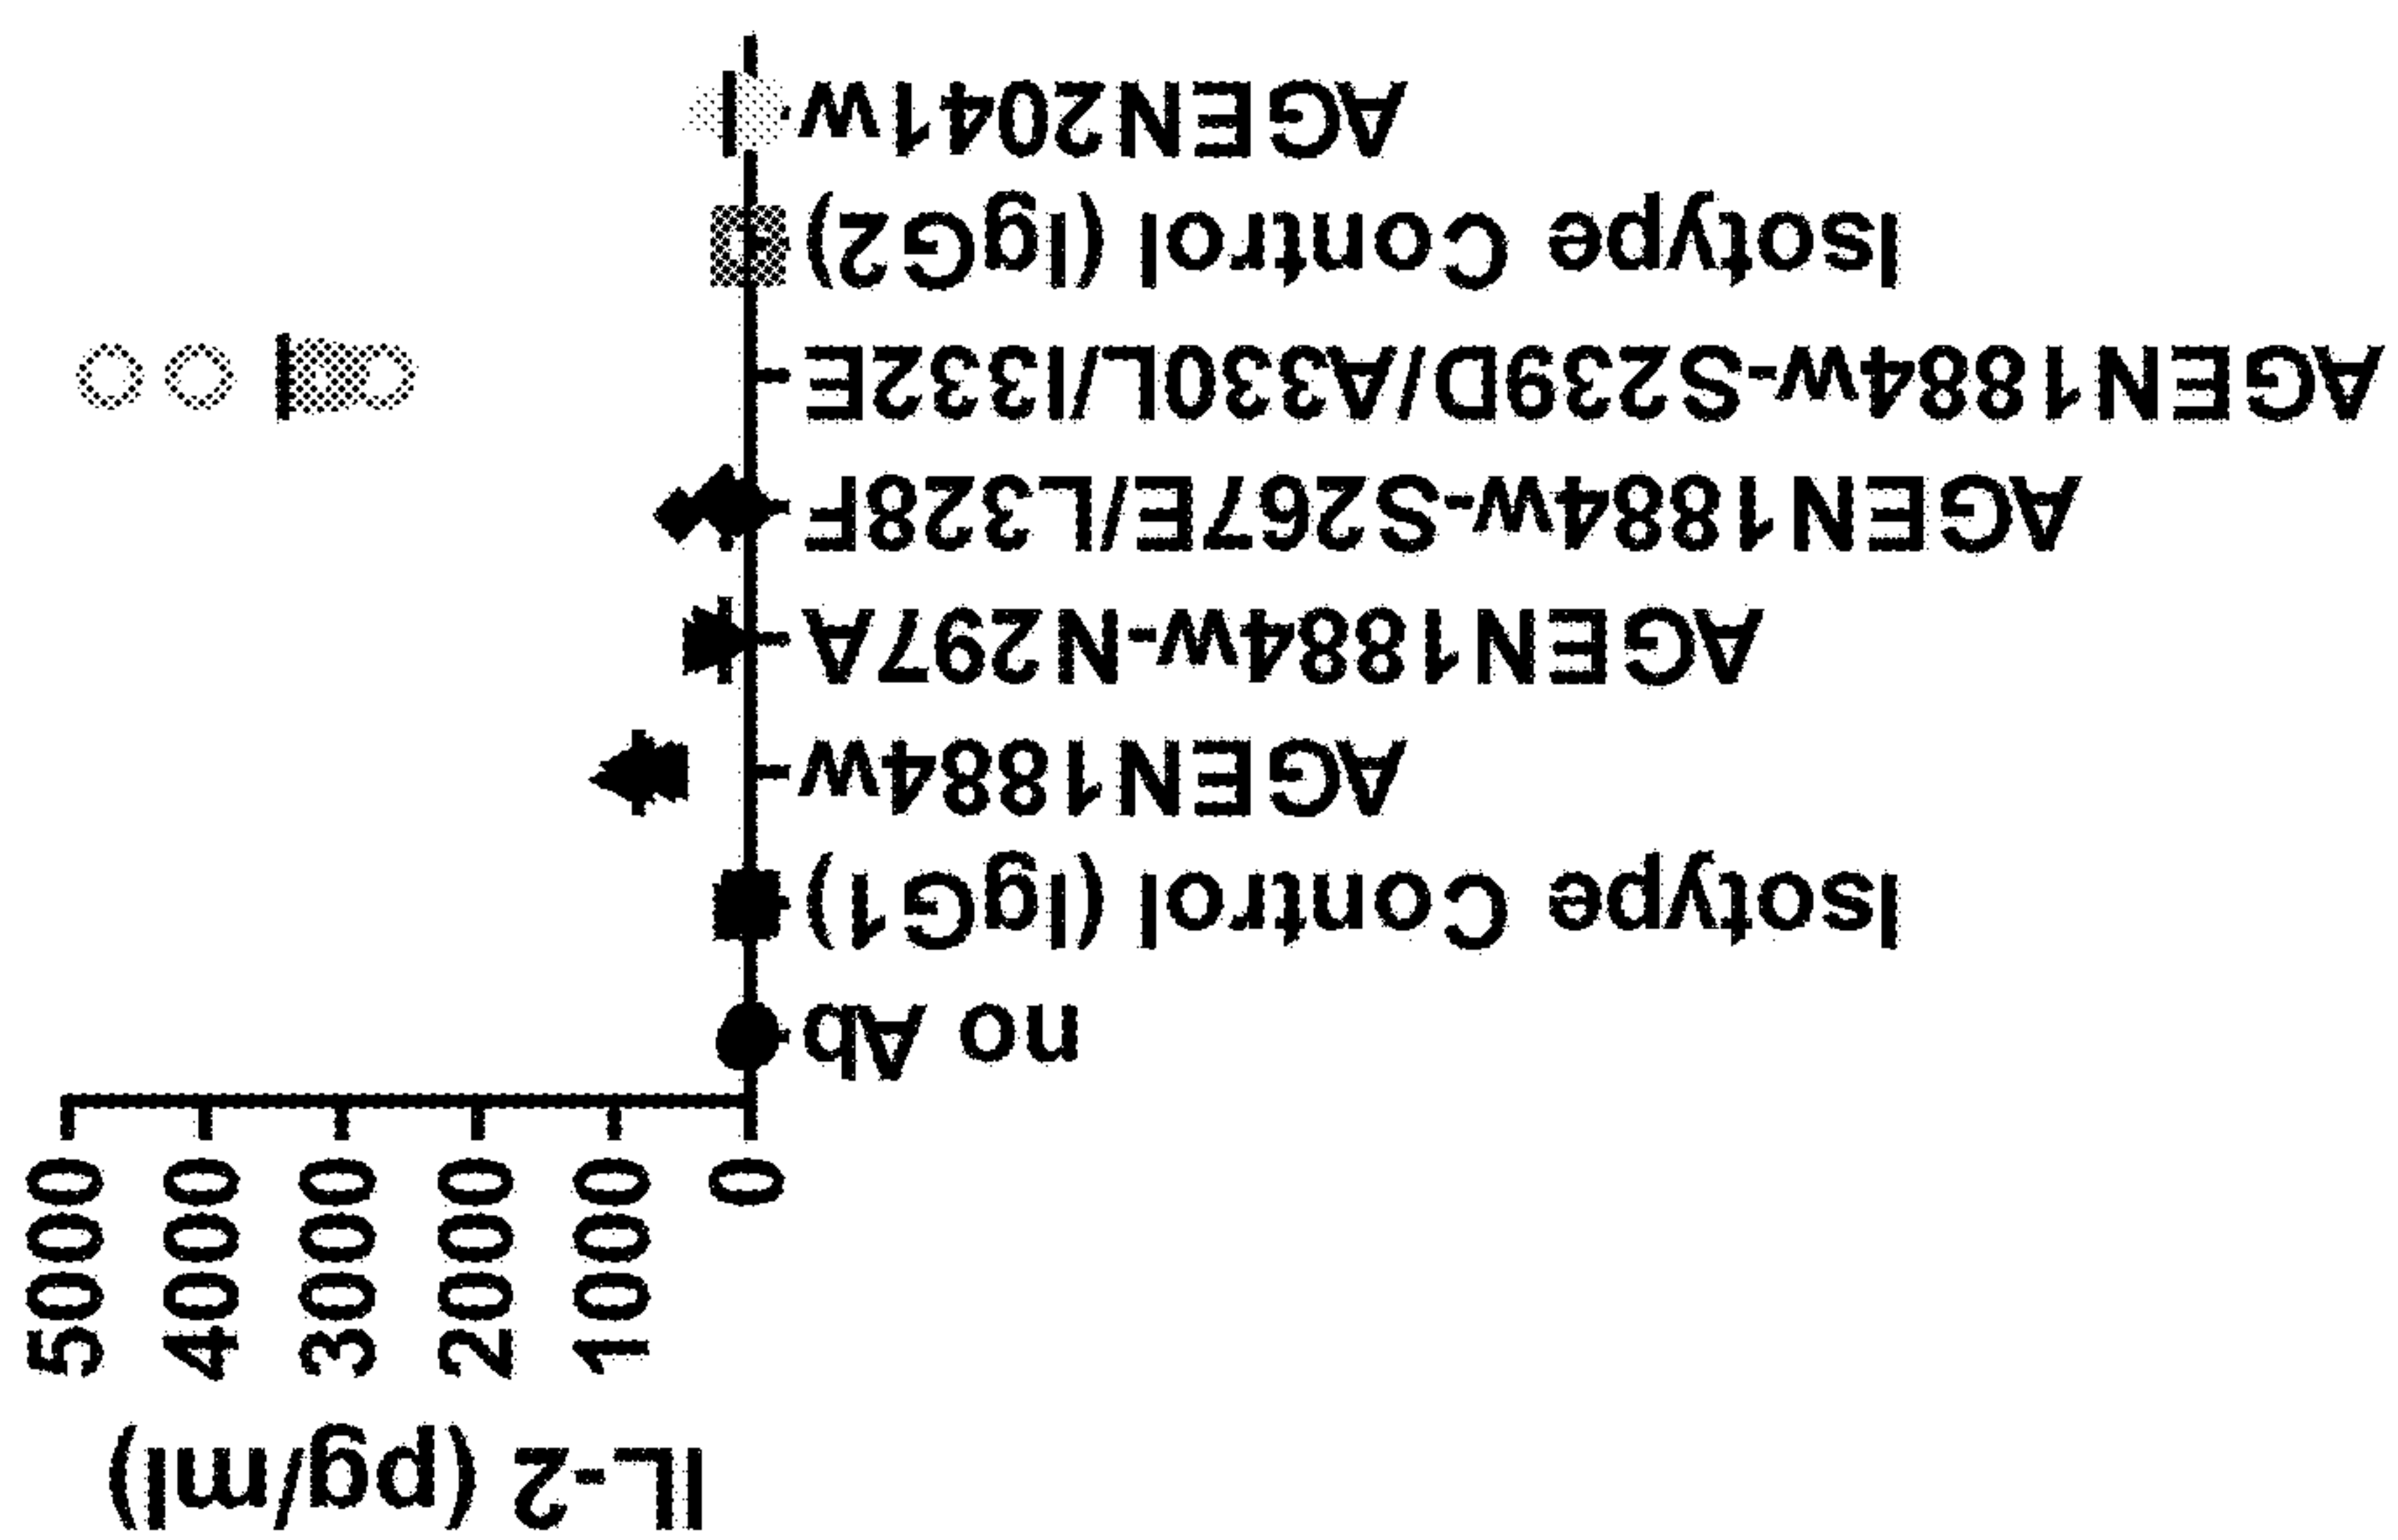 IL-2 (pg/ml)
5000
4000
3000
2000
1000
0
no Ab
Isotype Control (IgG1)
AGEN1884w
AGEN1884w-N297A
AGEN1884w-S267E/L328F
AGEN1884w-S239D/A330L/I332E
Isotype Control (IgG2)
AGEN2041w